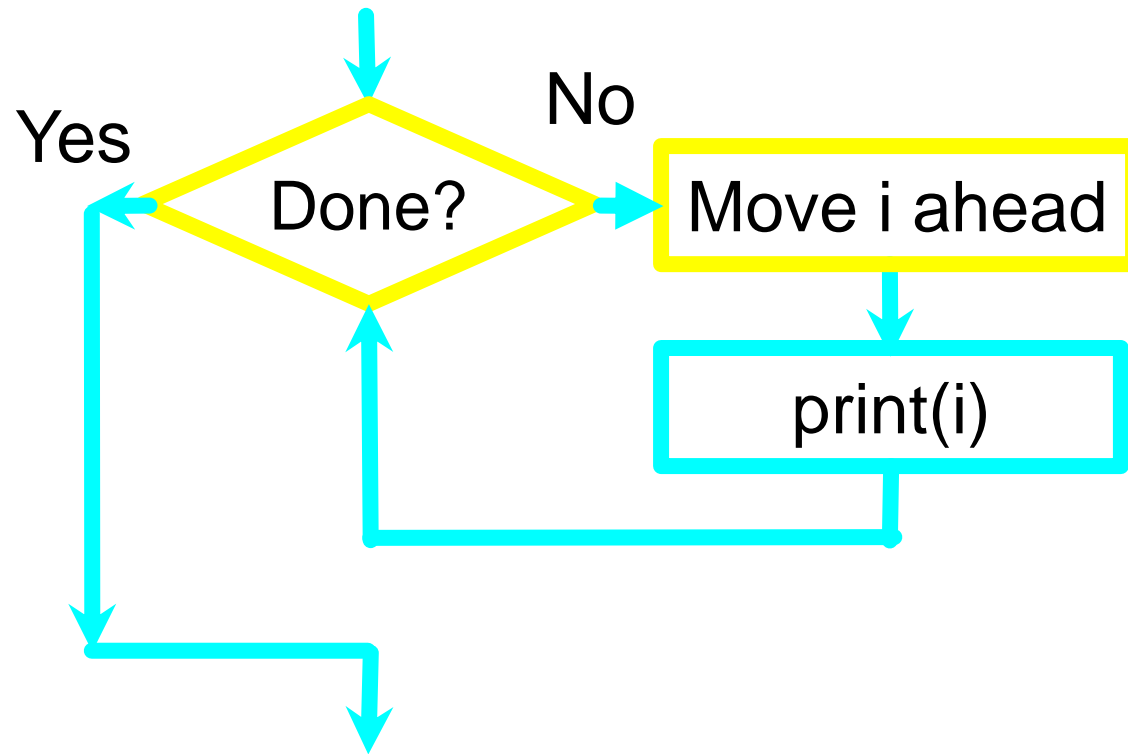 No
Yes
Done?
Move i ahead
print(i)